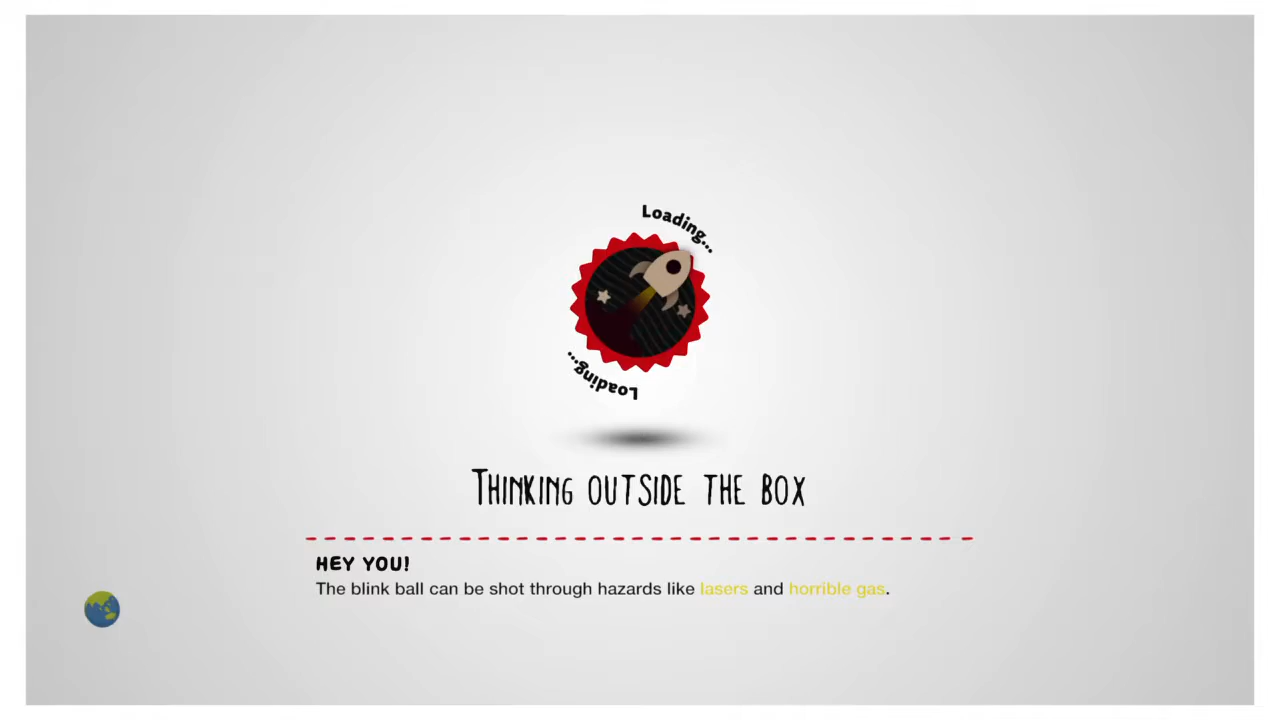 Loading...
Loading...
Thinking outside the box
HEY YOU!
The blink ball can be shot through hazards like lasers and horrible gas.